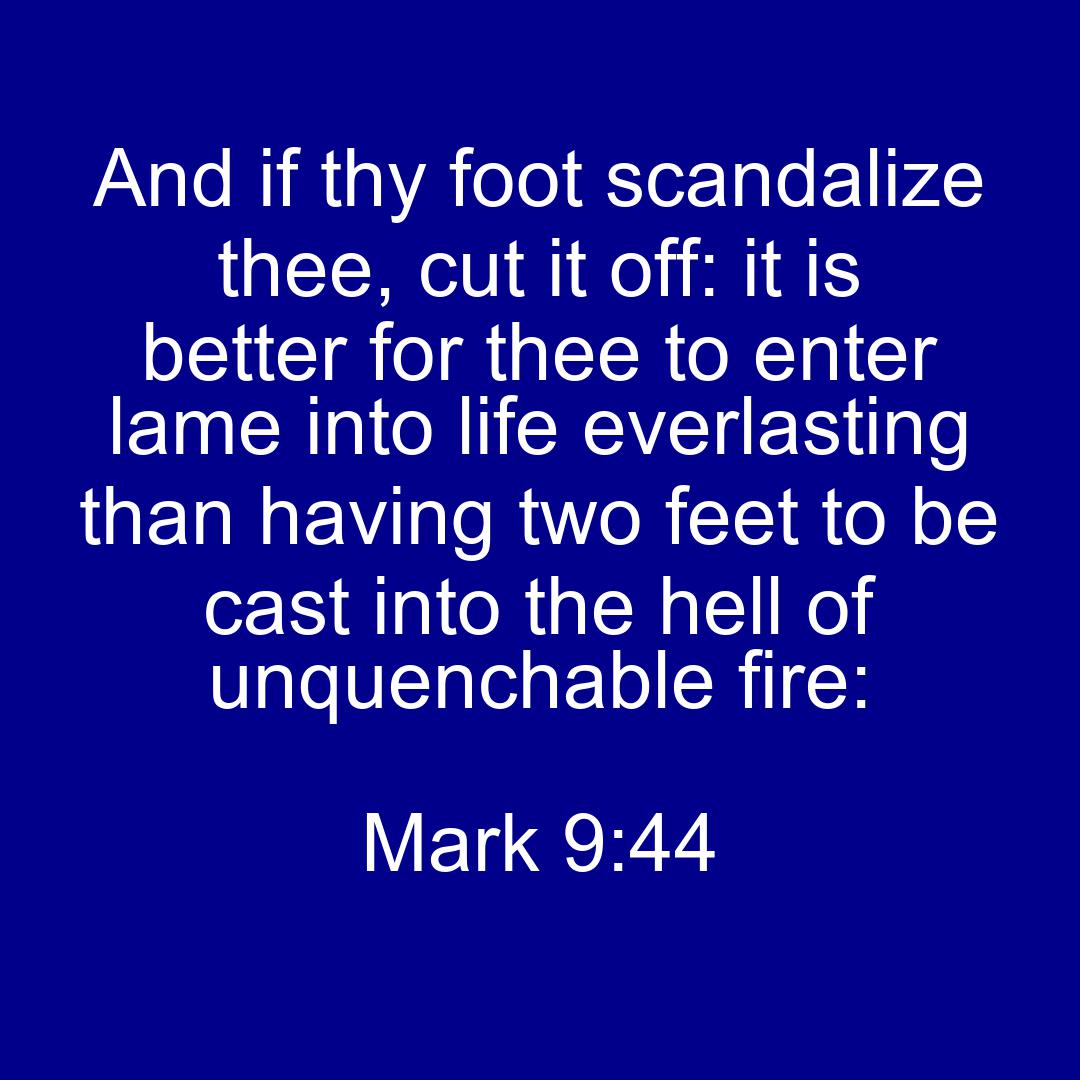 And if thy foot scandalize
thee, cut it off: it is
better for thee to enter
lame into life everlasting
than having two feet to be
cast into the hell of
unquenchable fire:
Mark 9:44